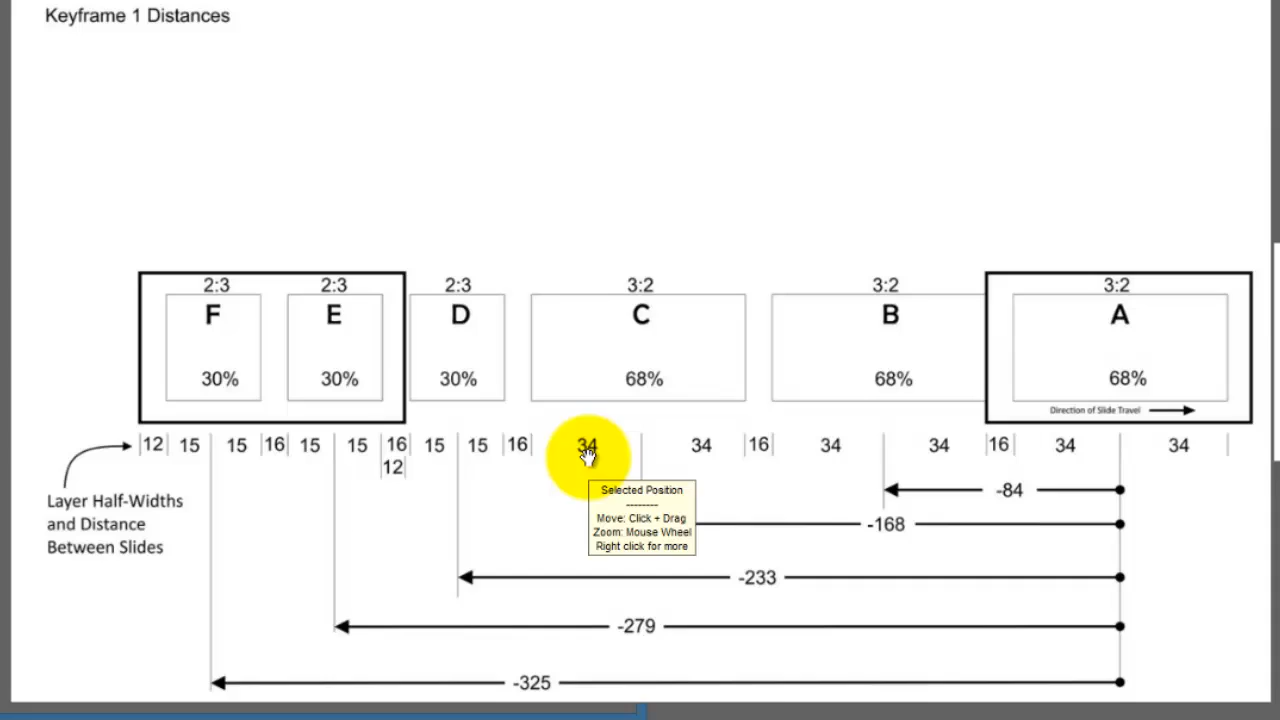 Keyframe 1 Distances
2:3 2:3 2:3 3:2 3:2 3:2
F E D C B A
30% 30% 30% 68% 68% 68%
Direction of Slide Travel
12 15 15 16 15 15 16 15 15 16 34 34 16 34 34 16 34 34
12
Layer Half-Widths
and Distance
Between Slides
Selected Position
--------
Move: Click + Drag
Zoom: Mouse Wheel
Right click for more
-84
-168
-233
-279
-325